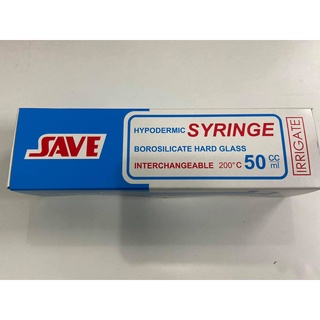 SAVE
HYPODERMIC SYRINGE
BOROSILICATE HARD GLASS
INTERCHANGEABLE 200°C 50 CC ml
IRRIGATE